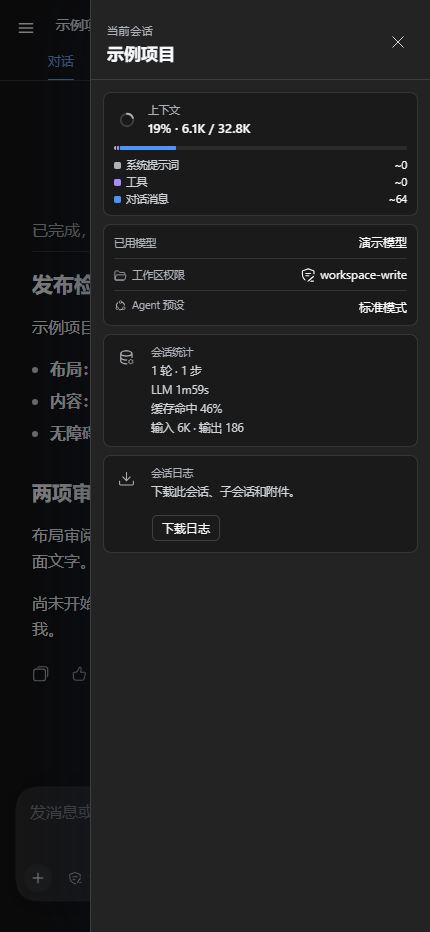 示例项
对话
已完成，
发布检
示例项目
布局：
内容：
无障碍
两项审
布局审阅
面文字。
尚未开始
我。
发消息或
当前会话
示例项目
上下文
19% · 6.1K / 32.8K
系统提示词 ~0
工具 ~0
对话消息 ~64
已用模型 演示模型
工作区权限 workspace-write
Agent 预设 标准模式
会话统计
1 轮 · 1 步
LLM 1m59s
缓存命中 46%
输入 6K · 输出 186
会话日志
下载此会话、子会话和附件。
下载日志